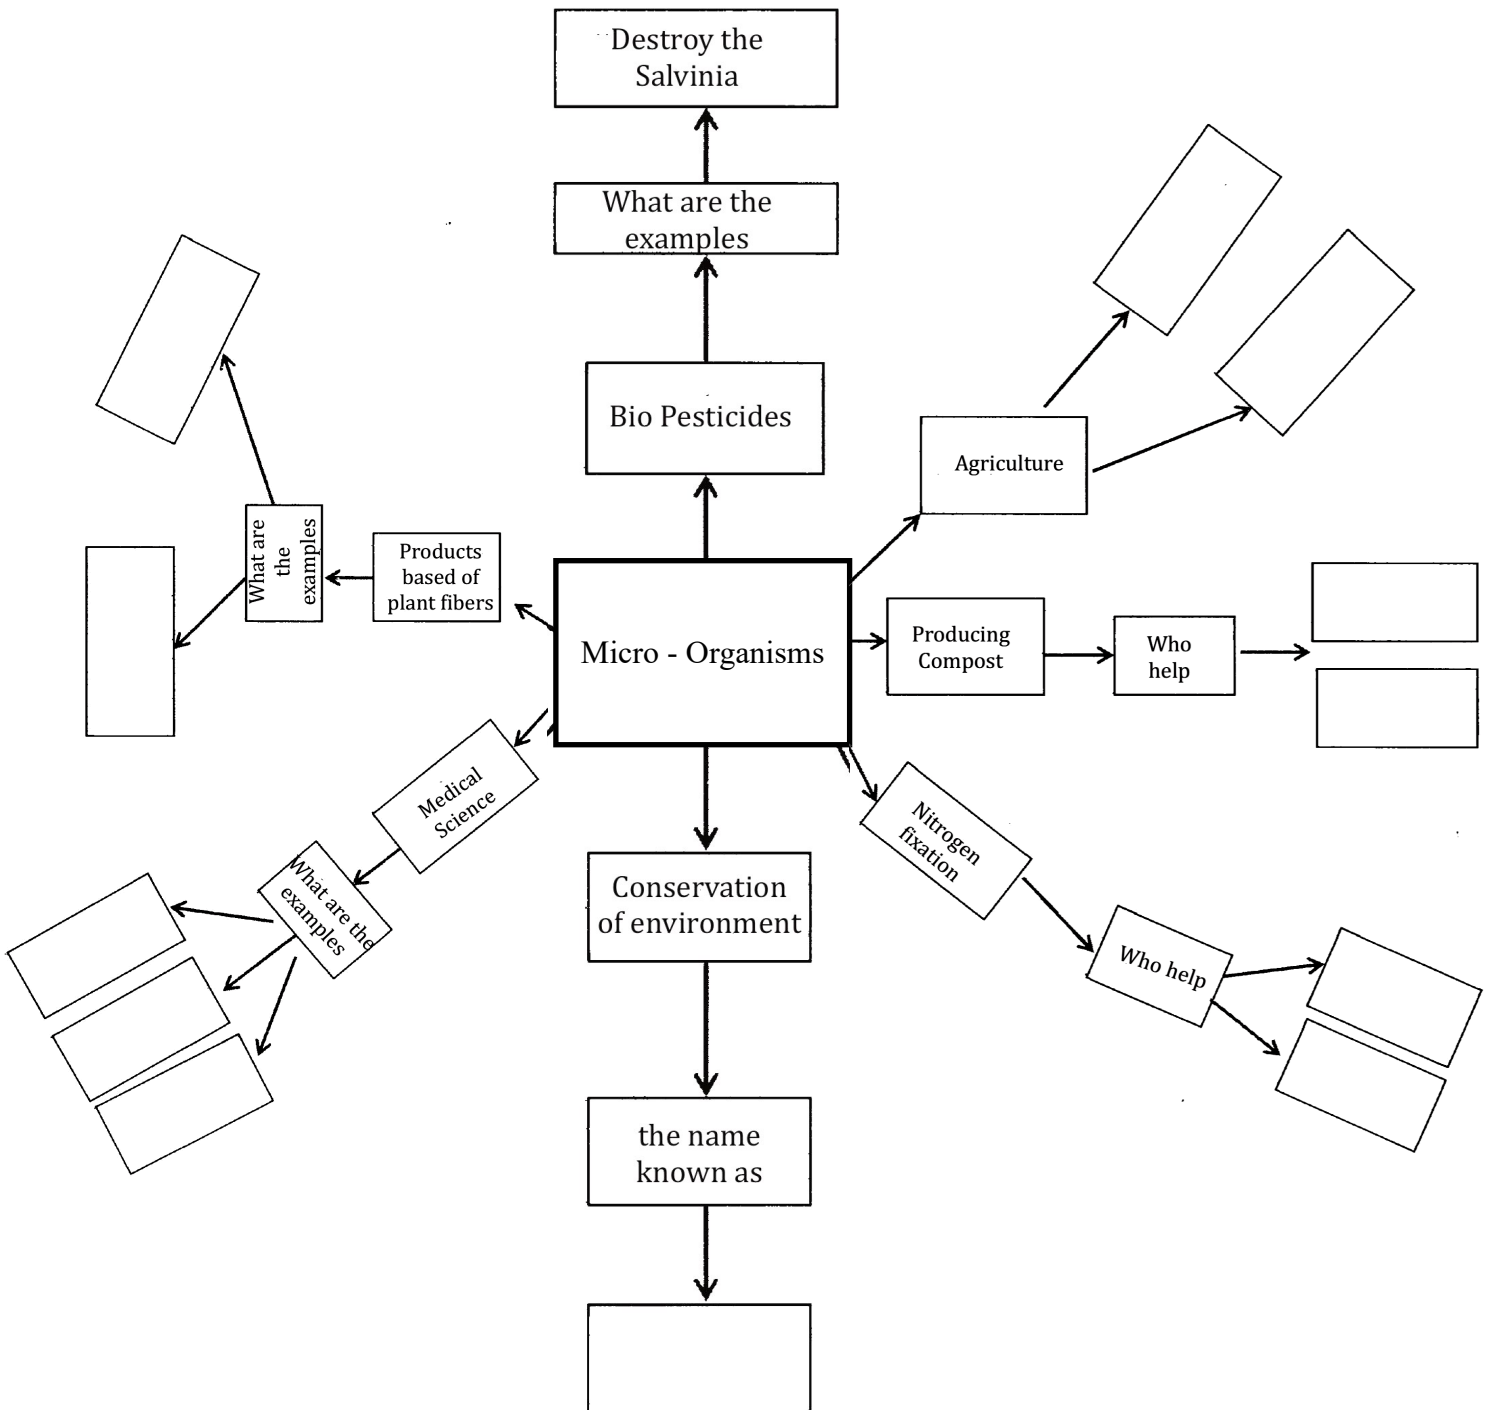 Destroy the
Salvinia
What are the
examples
Bio Pesticides
Agriculture
What are
the
examples
Products
based of
plant fibers
Micro - Organisms
Producing
Compost
Who
help
Medical
Science
What are the
examples
Conservation
of environment
Nitrogen
fixation
Who help
the name
known as